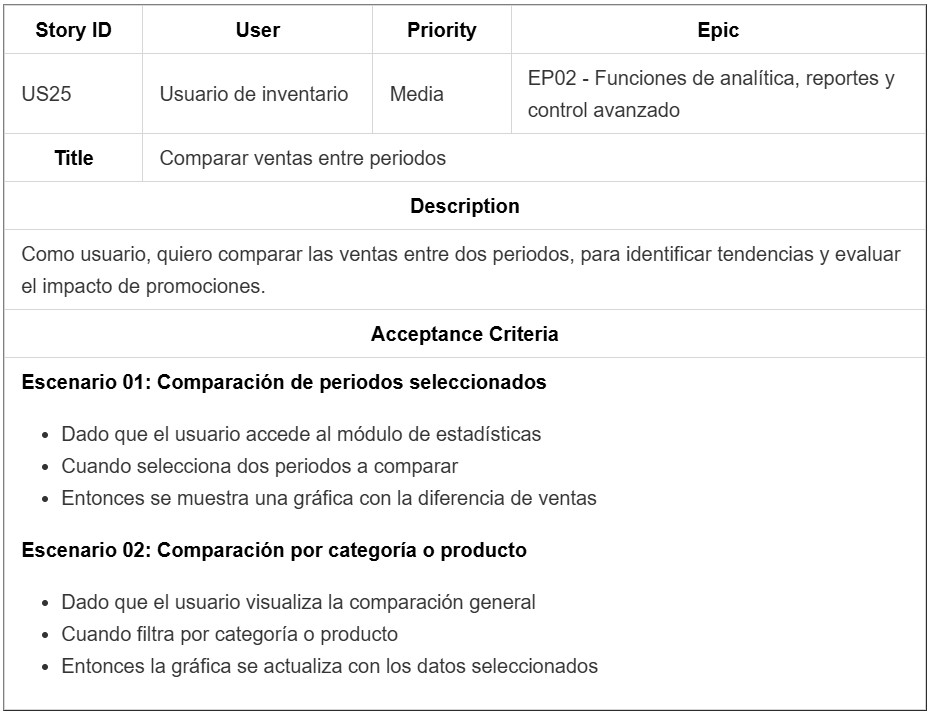 Story ID User Priority Epic
US25 Usuario de inventario Media EP02 - Funciones de analítica, reportes y
control avanzado
Title Comparar ventas entre periodos
Description
Como usuario, quiero comparar las ventas entre dos periodos, para identificar tendencias y evaluar
el impacto de promociones.
Acceptance Criteria
Escenario 01: Comparación de periodos seleccionados
• Dado que el usuario accede al módulo de estadísticas
• Cuando selecciona dos periodos a comparar
• Entonces se muestra una gráfica con la diferencia de ventas
Escenario 02: Comparación por categoría o producto
• Dado que el usuario visualiza la comparación general
• Cuando filtra por categoría o producto
• Entonces la gráfica se actualiza con los datos seleccionados